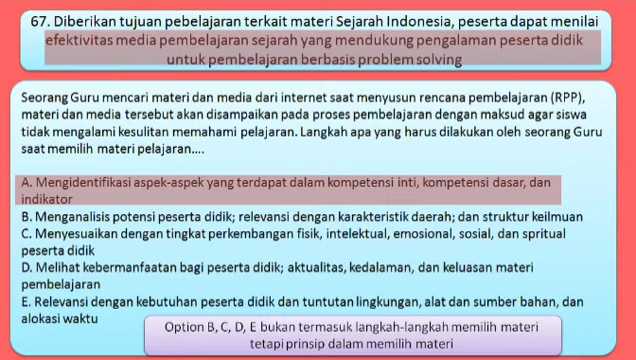 67. Diberikan tujuan pebelajaran terkait materi Sejarah Indonesia, peserta dapat menilai
efektivitas media pembelajaran sejarah yang mendukung pengalaman peserta didik
untuk pembelajaran berbasis problem solving
Seorang Guru mencari materi dan media dari internet saat menyusun rencana pembelajaran (RPP),
materi dan media tersebut akan disampaikan pada proses pembelajaran dengan maksud agar siswa
tidak mengalami kesulitan memahami pelajaran. Langkah apa yang harus dilakukan oleh seorang Guru
saat memilih materi pelajaran....
A. Mengidentifikasi aspek-aspek yang terdapat dalam kompetensi inti, kompetensi dasar, dan
indikator
B. Menganalisis potensi peserta didik; relevansi dengan karakteristik daerah; dan struktur keilmuan
C. Menyesuaikan dengan tingkat perkembangan fisik, intelektual, emosional, sosial, dan spritual
peserta didik
D. Melihat kebermanfaatan bagi peserta didik; aktualitas, kedalaman, dan keluasan materi
pembelajaran
E. Relevansi dengan kebutuhan peserta didik dan tuntutan lingkungan, alat dan sumber bahan, dan
alokasi waktu
Option B, C, D, E bukan termasuk langkah-langkah memilih materi
tetapi prinsip dalam memilih materi